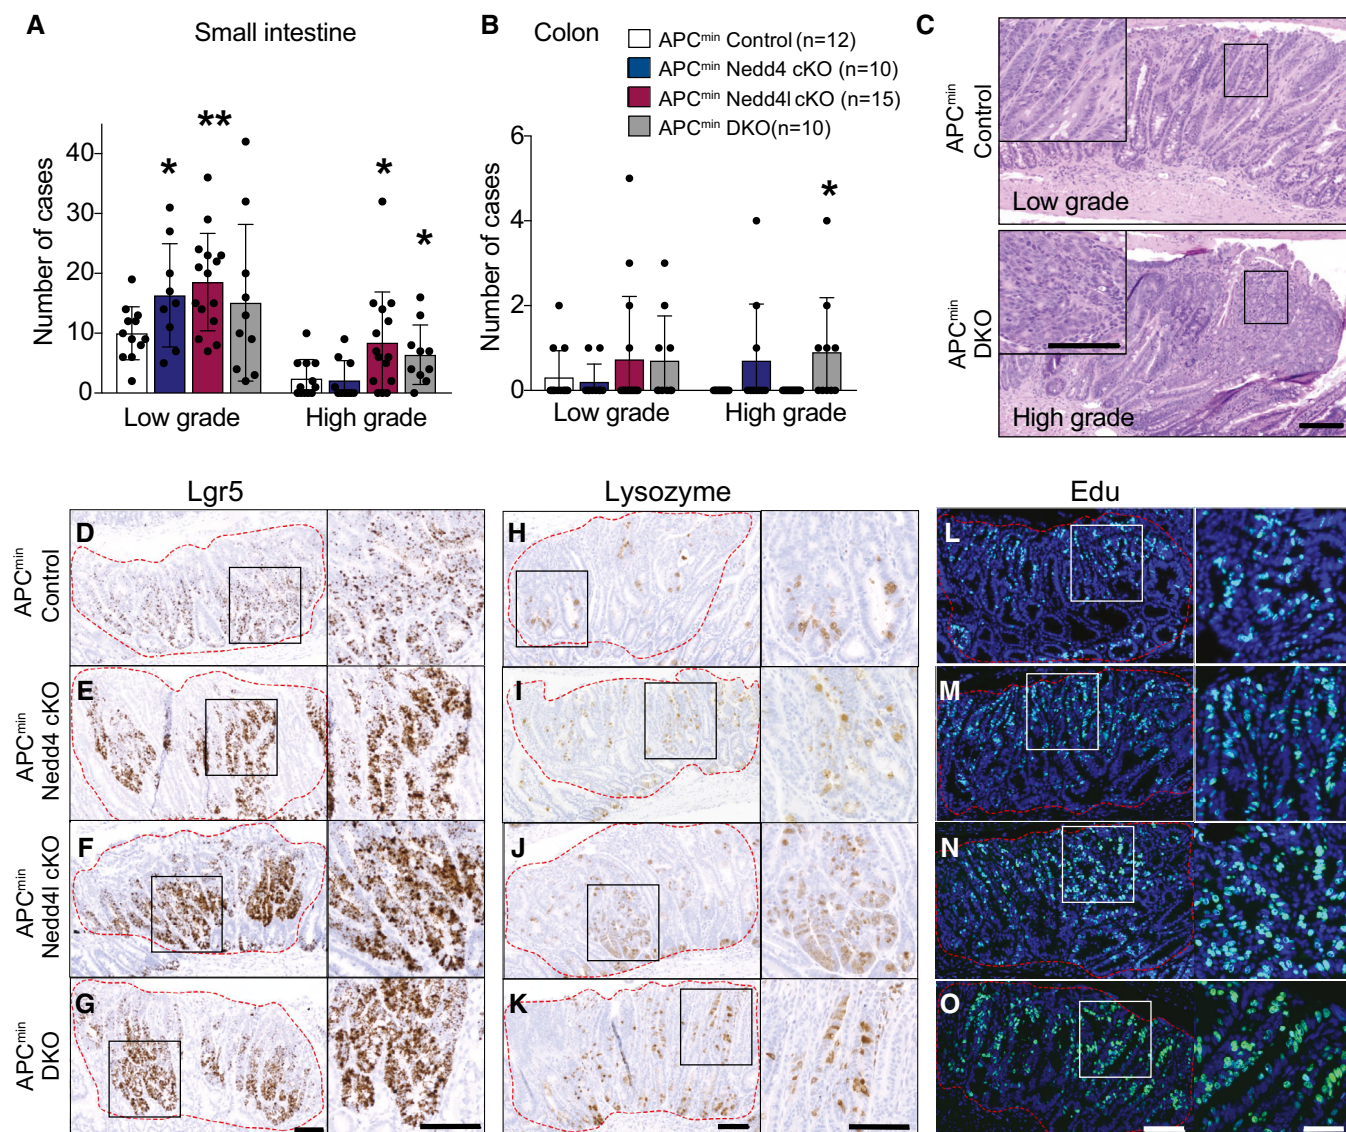 A
Small intestine
Number of cases
40
30
20
10
0
*
**
*
*
Low grade
High grade
B
Colon
APCmin Control (n=12)
APCmin Nedd4 cKO (n=10)
APCmin Nedd4l cKO (n=15)
APCmin DKO(n=10)
Number of cases
6
4
2
0
*
Low grade
High grade
C
APCmin
Control
Low grade
APCmin
DKO
High grade
Lgr5
Lysozyme
Edu
APCmin
Control
D
H
L
APCmin
Nedd4 cKO
E
I
M
APCmin
Nedd4l cKO
F
J
N
APCmin
DKO
G
K
O